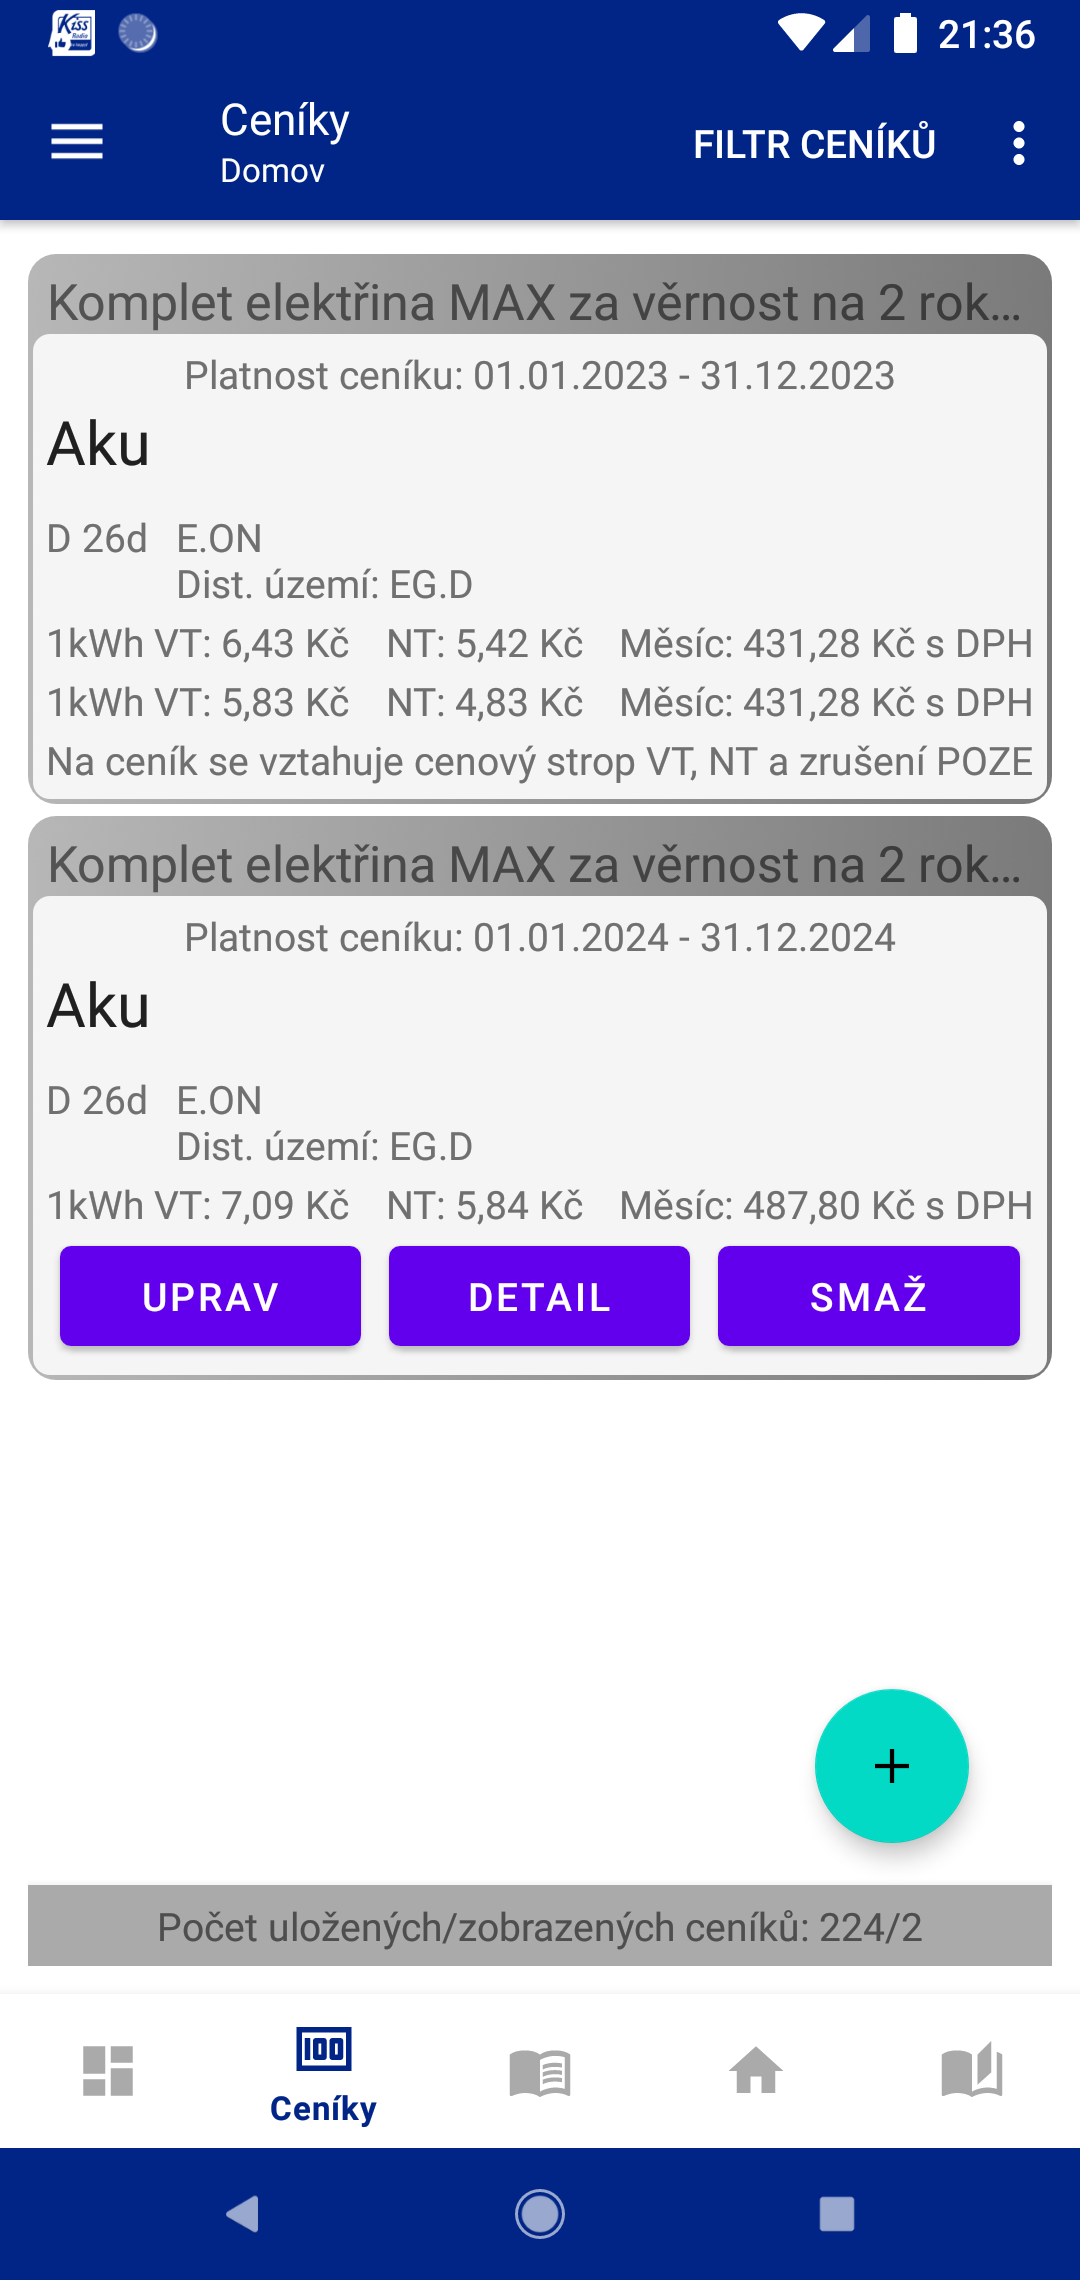 Kiss
21:36
Ceníky
Domov
FILTR CENÍKŮ
Komplet elektřina MAX za věrnost na 2 rok...
Platnost ceníku: 01.01.2023 - 31.12.2023
Aku
D 26d E.ON
Dist. území: EG.D
1kWh VT: 6,43 Kč NT: 5,42 Kč Měsíc: 431,28 Kč s DPH
1kWh VT: 5,83 Kč NT: 4,83 Kč Měsíc: 431,28 Kč s DPH
Na ceník se vztahuje cenový strop VT, NT a zrušení POZE
Komplet elektřina MAX za věrnost na 2 rok...
Platnost ceníku: 01.01.2024 - 31.12.2024
Aku
D 26d E.ON
Dist. území: EG.D
1kWh VT: 7,09 Kč NT: 5,84 Kč Měsíc: 487,80 Kč s DPH
UPRAV DETAIL SMAŽ
Počet uložených/zobrazených ceníků: 224/2
100
Ceníky